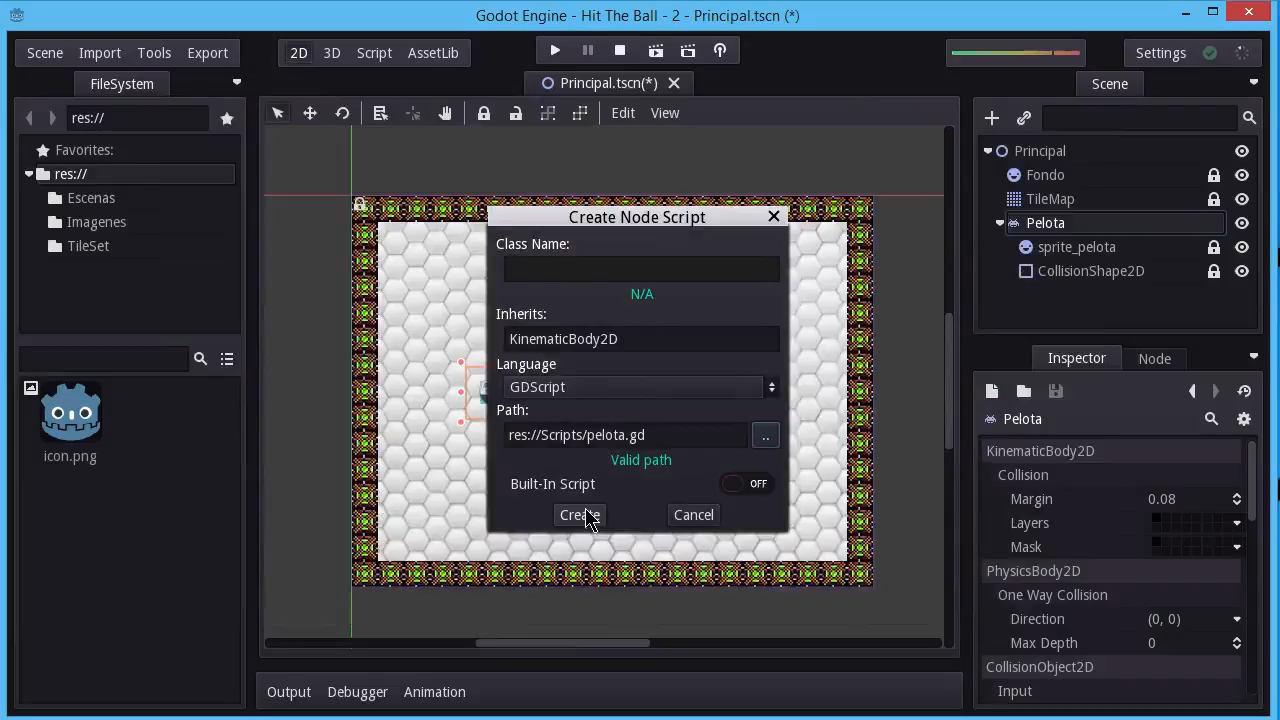 Godot Engine - Hit The Ball - 2 - Principal.tscn (*)
Scene Import Tools Export
2D 3D Script AssetLib
Settings
FileSystem
Principal.tscn(*)
Scene
res://
Edit View
Favorites:
res://
Escenas
Imagenes
TileSet
icon.png
Create Node Script
Class Name:
N/A
Inherits:
KinematicBody2D
Language
GDScript
Path:
res://Scripts/pelota.gd
..
Valid path
Built-In Script OFF
Create Cancel
Principal
Fondo
TileMap
Pelota
sprite_pelota
CollisionShape2D
Inspector Node
Pelota
KinematicBody2D
Collision
Margin 0.08
Layers
Mask
PhysicsBody2D
One Way Collision
Direction (0, 0)
Max Depth 0
CollisionObject2D
Input
Output Debugger Animation